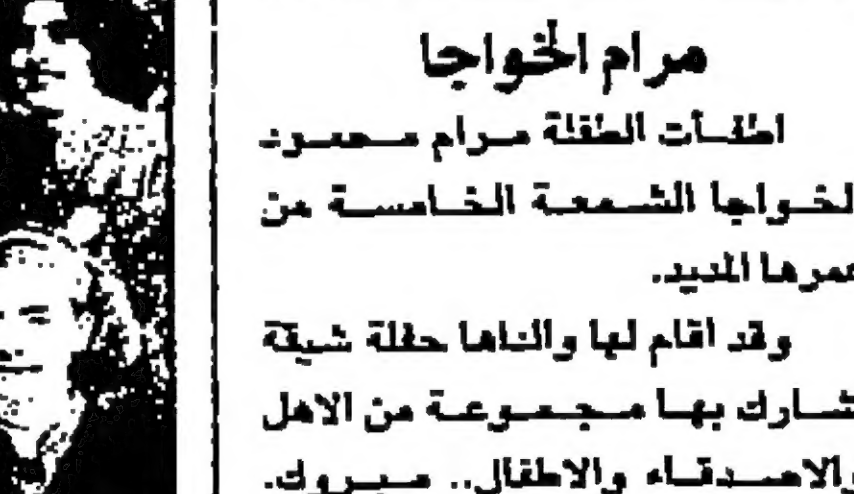 مرام الخواجا
اطفأت الطفلة مرام محمود
الخواجا الشمعة الخامسة من
عمرها المديد.
وقد اقام لها والداها حفلة شيقة
شارك بها مجموعة من الاهل
والاصدقاء والاطفال.. مبروك.